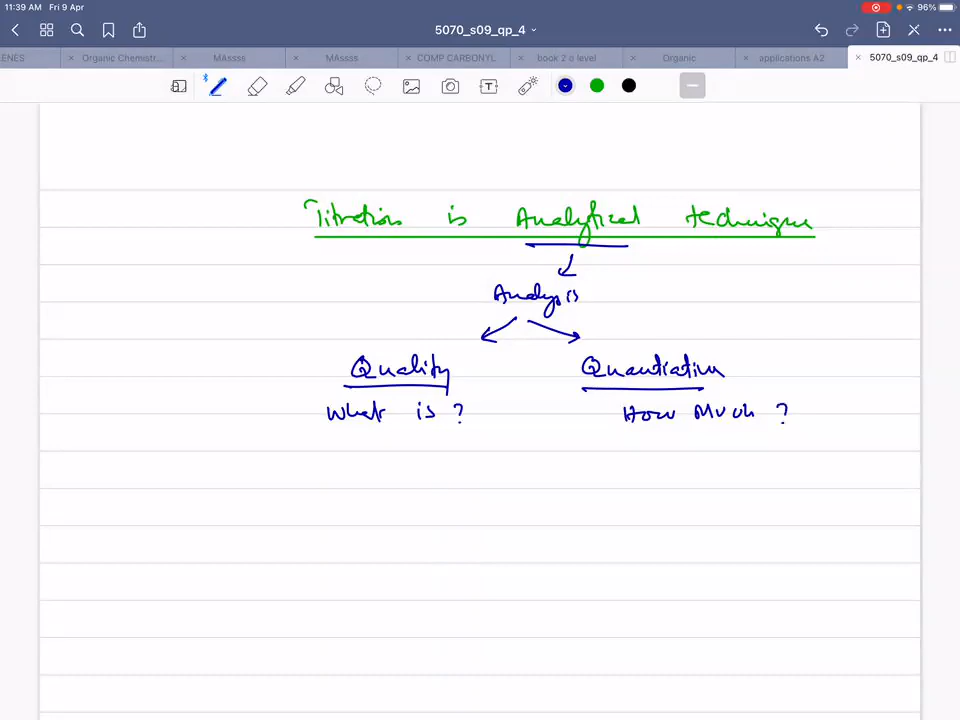 11:39 AM Fri 9 Apr 96%
5070_s09_qp_4
ENES Organic Chemistr... MAssss MAssss COMP CARBONYL book 2 o level Organic applications A2 5070_s09_qp_4
Titration is Analytical technique
Analysis
Quality Quantiative
What is ? How Much ?